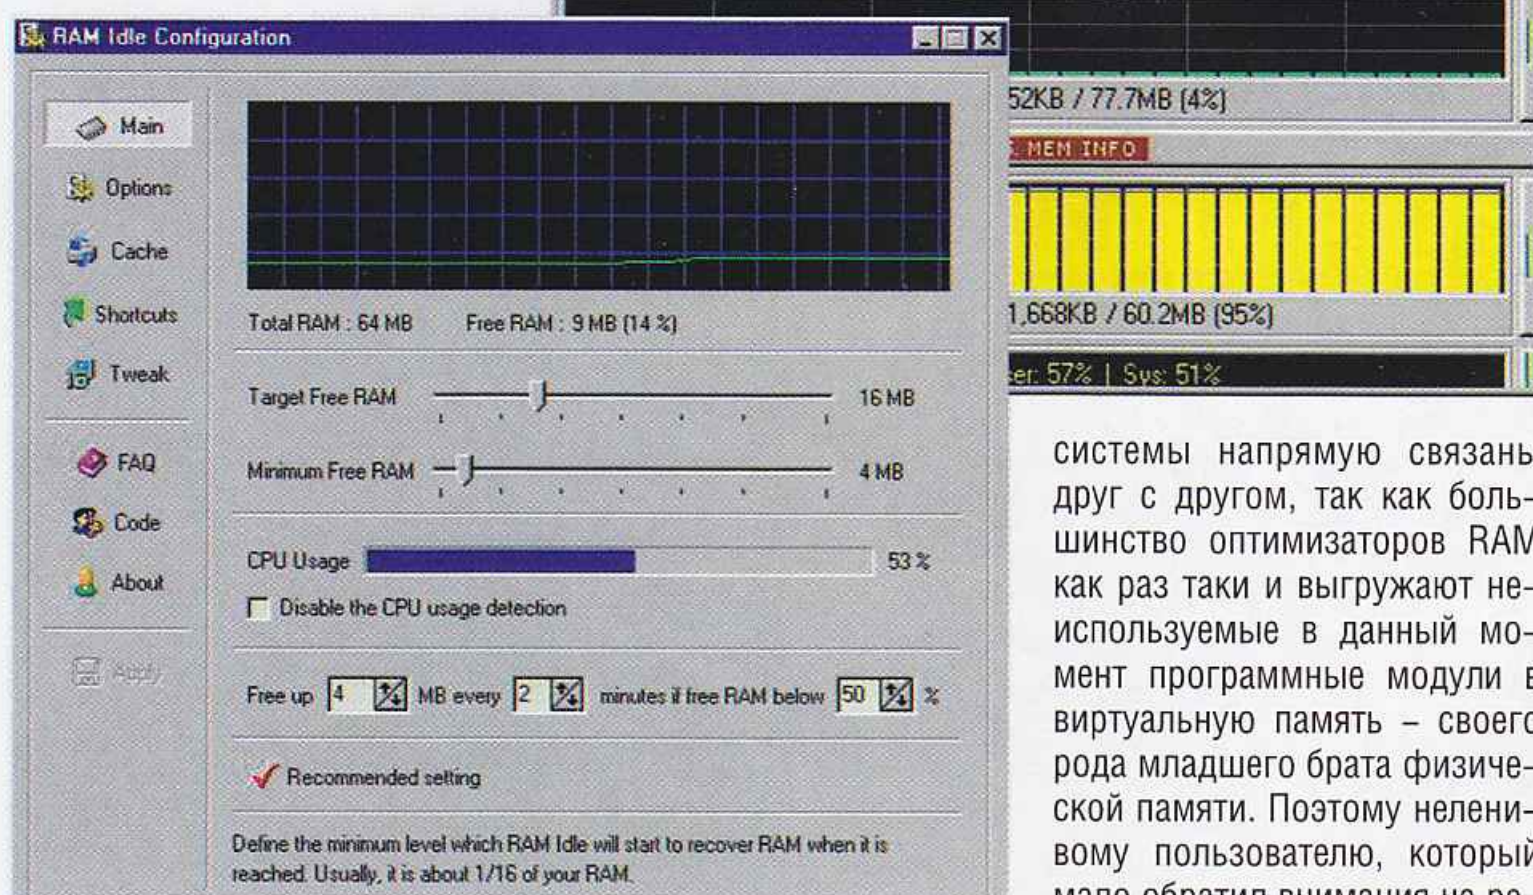 RAM Idle Configuration
Main
Options
Cache
Shortcuts
Tweak
FAQ
Code
About
Apply
Total RAM : 64 MB Free RAM : 9 MB (14 %)
Target Free RAM 16 MB
Minimum Free RAM 4 MB
CPU Usage 53 %
Disable the CPU usage detection
Free up 4 MB every 2 minutes if free RAM below 50 %
Recommended setting
Define the minimum level which RAM Idle will start to recover RAM when it is
reached. Usually, it is about 1/16 of your RAM.
52KB / 77.7MB (4%)
MEM INFO
1,668KB / 60.2MB (95%)
er: 57% | Sys: 51%
системы напрямую связань
друг с другом, так как боль-
шинство оптимизаторов RAM
как раз таки и выгружают не-
используемые в данный мо-
мент программные модули в
виртуальную память – своего
рода младшего брата физиче-
ской памяти. Поэтому нелени-
вому пользователю, который